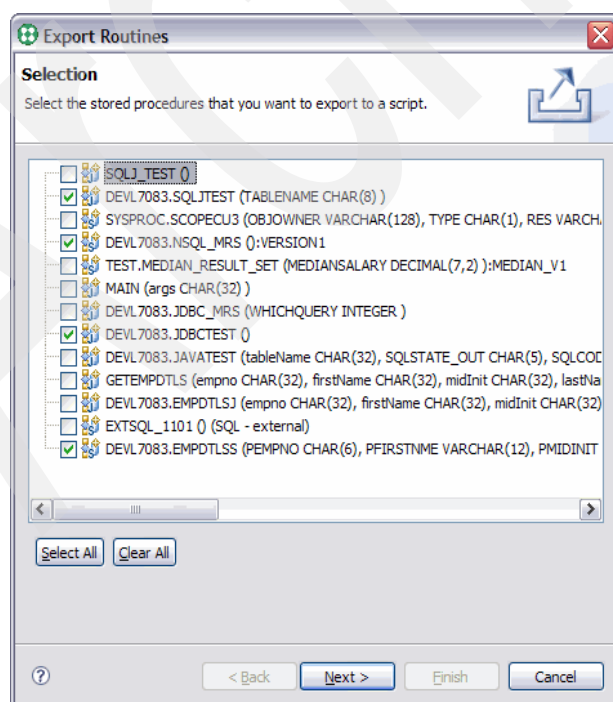 Export Routines
Selection
Select the stored procedures that you want to export to a script.
SQLJ_TEST ()
DEVL7083.SQLJTEST (TABLENAME CHAR(8) )
SYSPROC.SCOPECU3 (OBJOWNER VARCHAR(128), TYPE CHAR(1), RES VARCHA
DEVL7083.NSQL_MRS ():VERSION1
TEST.MEDIAN_RESULT_SET (MEDIANSALARY DECIMAL(7,2) ):MEDIAN_V1
MAIN (args CHAR(32) )
DEVL7083.JDBC_MRS (WHICHQUERY INTEGER )
DEVL7083.JDBCTEST ()
DEVL7083.JAVATEST (tableName CHAR(32), SQLSTATE_OUT CHAR(5), SQLCOD
GETEMPDTLS (empno CHAR(32), firstName CHAR(32), midInit CHAR(32), lastNa
DEVL7083.EMPDTLSJ (empno CHAR(32), firstName CHAR(32), midInit CHAR(32)
EXTSQL_1101 () (SQL - external)
DEVL7083.EMPDTLSS (PEMPNO CHAR(6), PFIRSTNME VARCHAR(12), PMIDINIT
Select All Clear All
? < Back Next > Finish Cancel